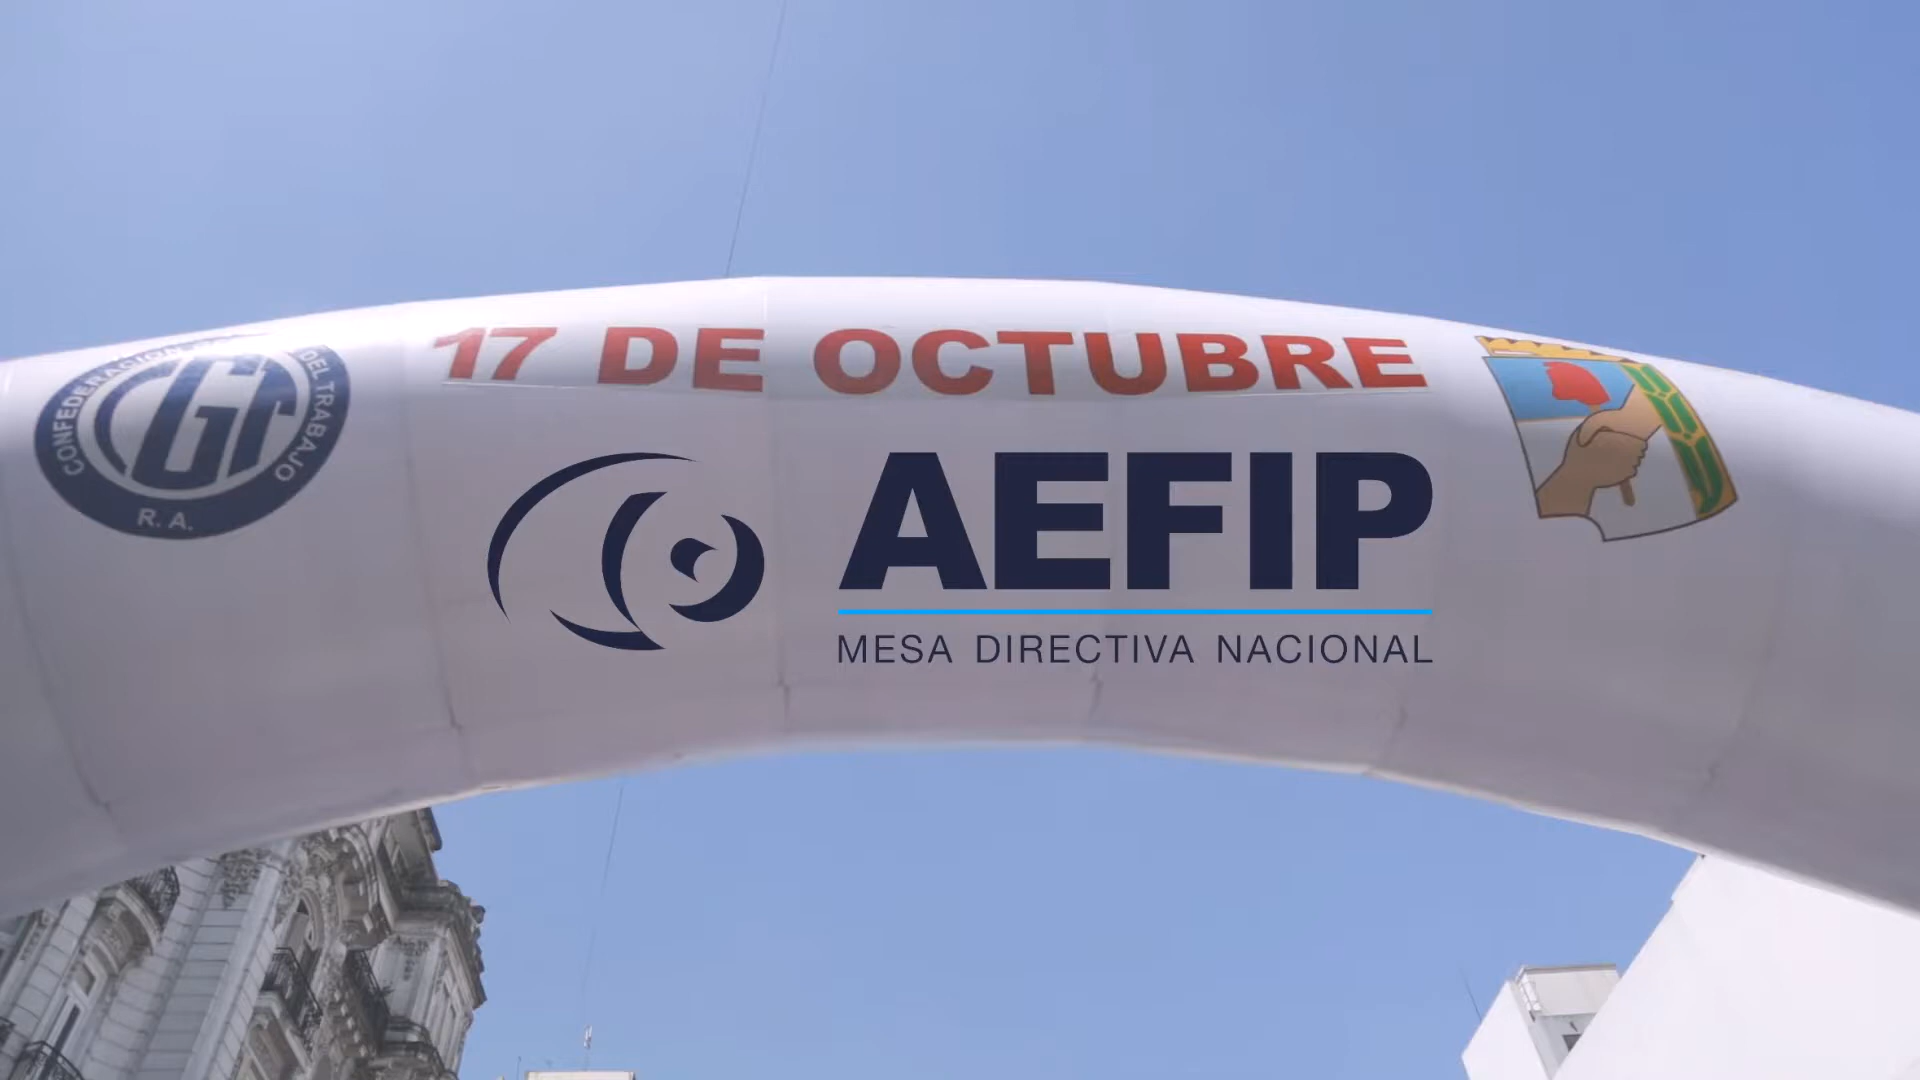 17 DE OCTUBRE
CONFEDERACION
DEL TRABAJO
CGT
R. A.
AEFIP
MESA DIRECTIVA NACIONAL